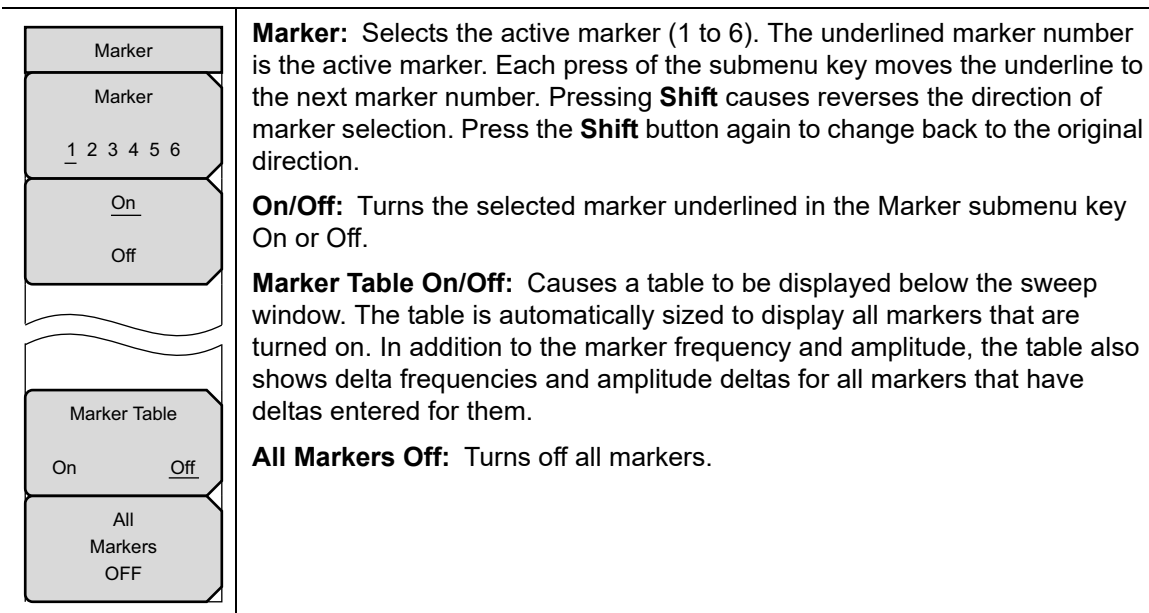 Marker
Marker
1 2 3 4 5 6
On
Off
Marker Table
On Off
All
Markers
OFF
Marker: Selects the active marker (1 to 6). The underlined marker number
is the active marker. Each press of the submenu key moves the underline to
the next marker number. Pressing Shift causes reverses the direction of
marker selection. Press the Shift button again to change back to the original
direction.
On/Off: Turns the selected marker underlined in the Marker submenu key
On or Off.
Marker Table On/Off: Causes a table to be displayed below the sweep
window. The table is automatically sized to display all markers that are
turned on. In addition to the marker frequency and amplitude, the table also
shows delta frequencies and amplitude deltas for all markers that have
deltas entered for them.
All Markers Off: Turns off all markers.